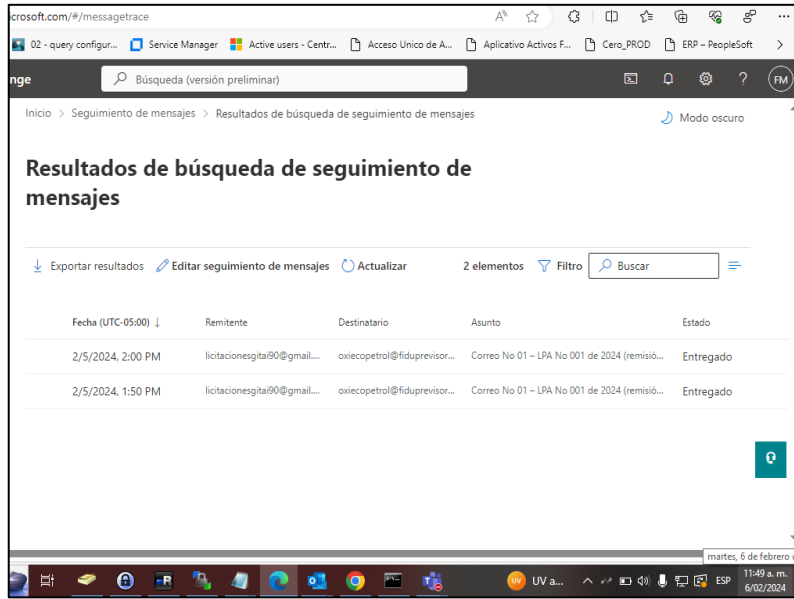 icrosoft.com/#/messagetrace
02 - query configur... Service Manager Active users - Centr... Acceso Unico de A... Aplicativo Activos F... Cero_PROD ERP – PeopleSoft
nge Búsqueda (versión preliminar) ? FM
Inicio > Seguimiento de mensajes > Resultados de búsqueda de seguimiento de mensajes Modo oscuro
Resultados de búsqueda de seguimiento de
mensajes
Exportar resultados Editar seguimiento de mensajes Actualizar 2 elementos Filtro Buscar
Fecha (UTC-05:00) ↓ Remitente Destinatario Asunto Estado
2/5/2024, 2:00 PM licitacionesgitai90@gmail.... oxiecopetrol@fiduprevisor... Correo No 01 – LPA No 001 de 2024 (remisió... Entregado
2/5/2024, 1:50 PM licitacionesgitai90@gmail.... oxiecopetrol@fiduprevisor... Correo No 01 – LPA No 001 de 2024 (remisió... Entregado
martes, 6 de febrero
UV UV a... ESP 11:49 a. m.
6/02/2024